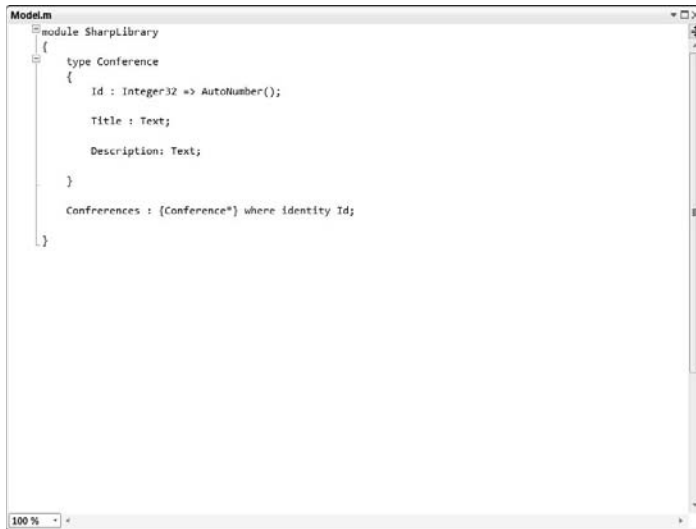 Model.m
module SharpLibrary
{
type Conference
{
Id : Integer32 => AutoNumber();
Title : Text;
Description: Text;
}
Confrerences : {Conference*} where identity Id;
}
100 %